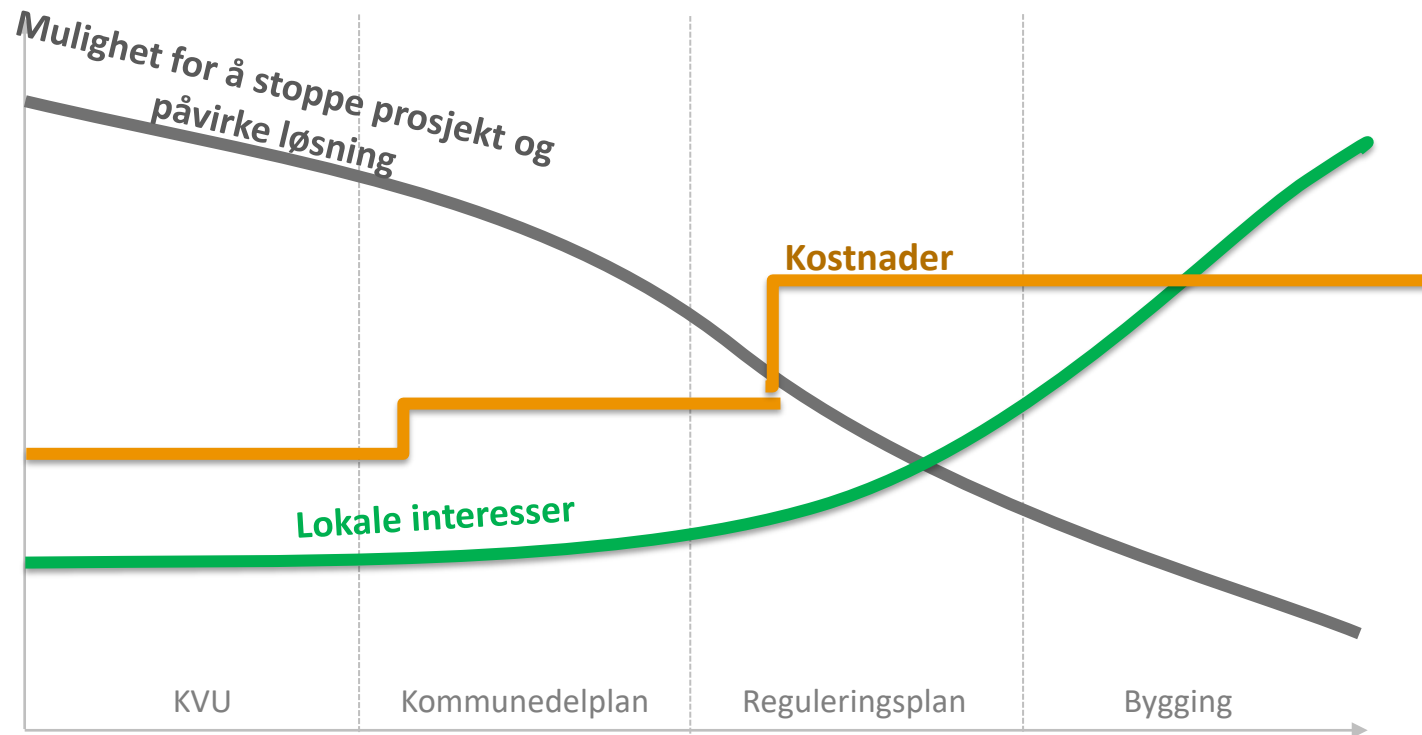 Mulighet for å stoppe prosjekt og
påvirke løsning
Kostnader
Lokale interesser
KVU
Kommunedelplan
Reguleringsplan
Bygging